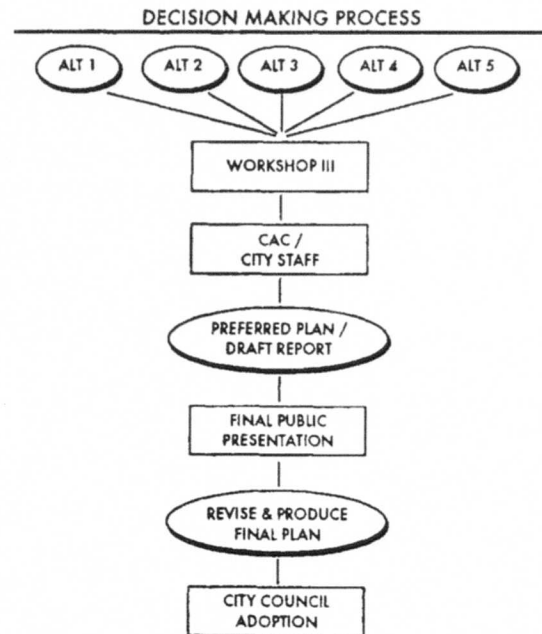 DECISION MAKING PROCESS
ALT 1
ALT 2
ALT 3
ALT 4
ALT 5
WORKSHOP III
CAC /
CITY STAFF
PREFERRED PLAN /
DRAFT REPORT
FINAL PUBLIC
PRESENTATION
REVISE & PRODUCE
FINAL PLAN
CITY COUNCIL
ADOPTION